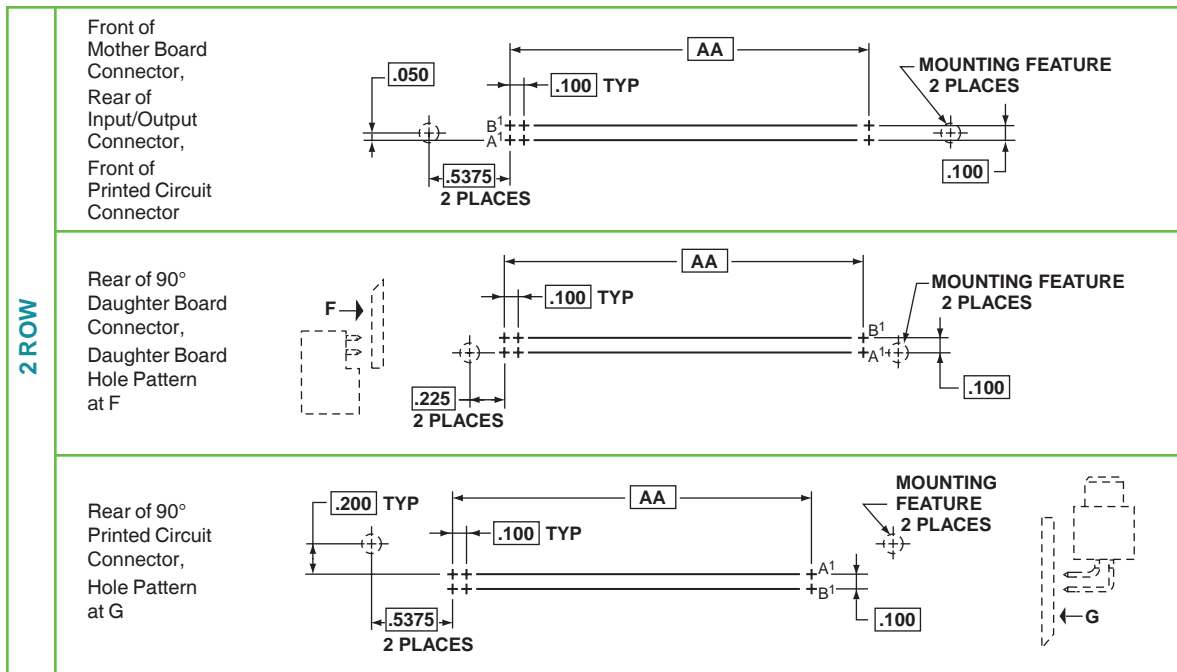 2 ROW
Front of
Mother Board
Connector,
Rear of
Input/Output
Connector,
Front of
Printed Circuit
Connector
AA
MOUNTING FEATURE
2 PLACES
.050
.100 TYP
B1
A1
.5375
2 PLACES
.100
Rear of 90°
Daughter Board
Connector,
Daughter Board
Hole Pattern
at F
F
AA
MOUNTING FEATURE
2 PLACES
.100 TYP
B1
A1
.225
2 PLACES
.100
Rear of 90°
Printed Circuit
Connector,
Hole Pattern
at G
.200 TYP
AA
MOUNTING
FEATURE
2 PLACES
.100 TYP
A1
B1
.5375
2 PLACES
.100
G